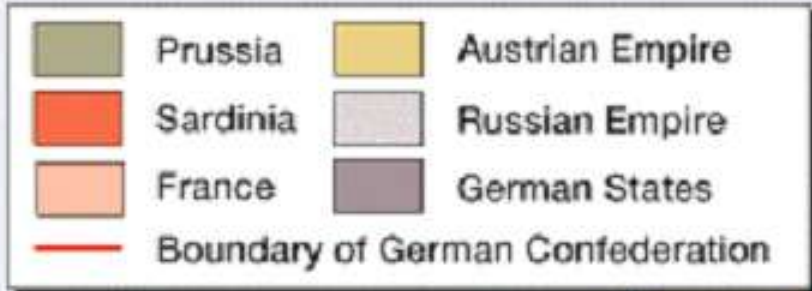 Prussia Austrian Empire
Sardinia Russian Empire
France German States
Boundary of German Confederation